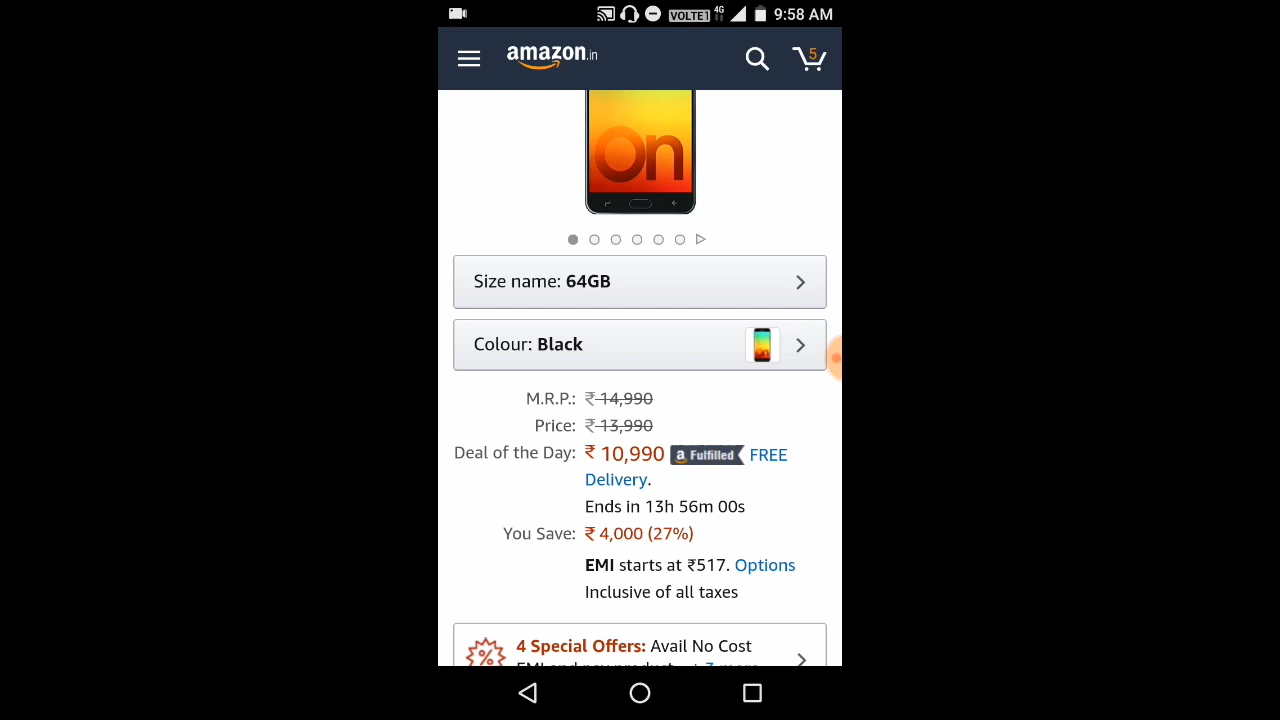 VOLTE1 4G 9:58 AM
amazon.in 5
On
Size name: 64GB
Colour: Black
M.R.P.: ₹ 14,990
Price: ₹ 13,990
Deal of the Day: ₹ 10,990 a Fulfilled FREE
Delivery.
Ends in 13h 56m 00s
You Save: ₹ 4,000 (27%)
EMI starts at ₹517. Options
Inclusive of all taxes
4 Special Offers: Avail No Cost